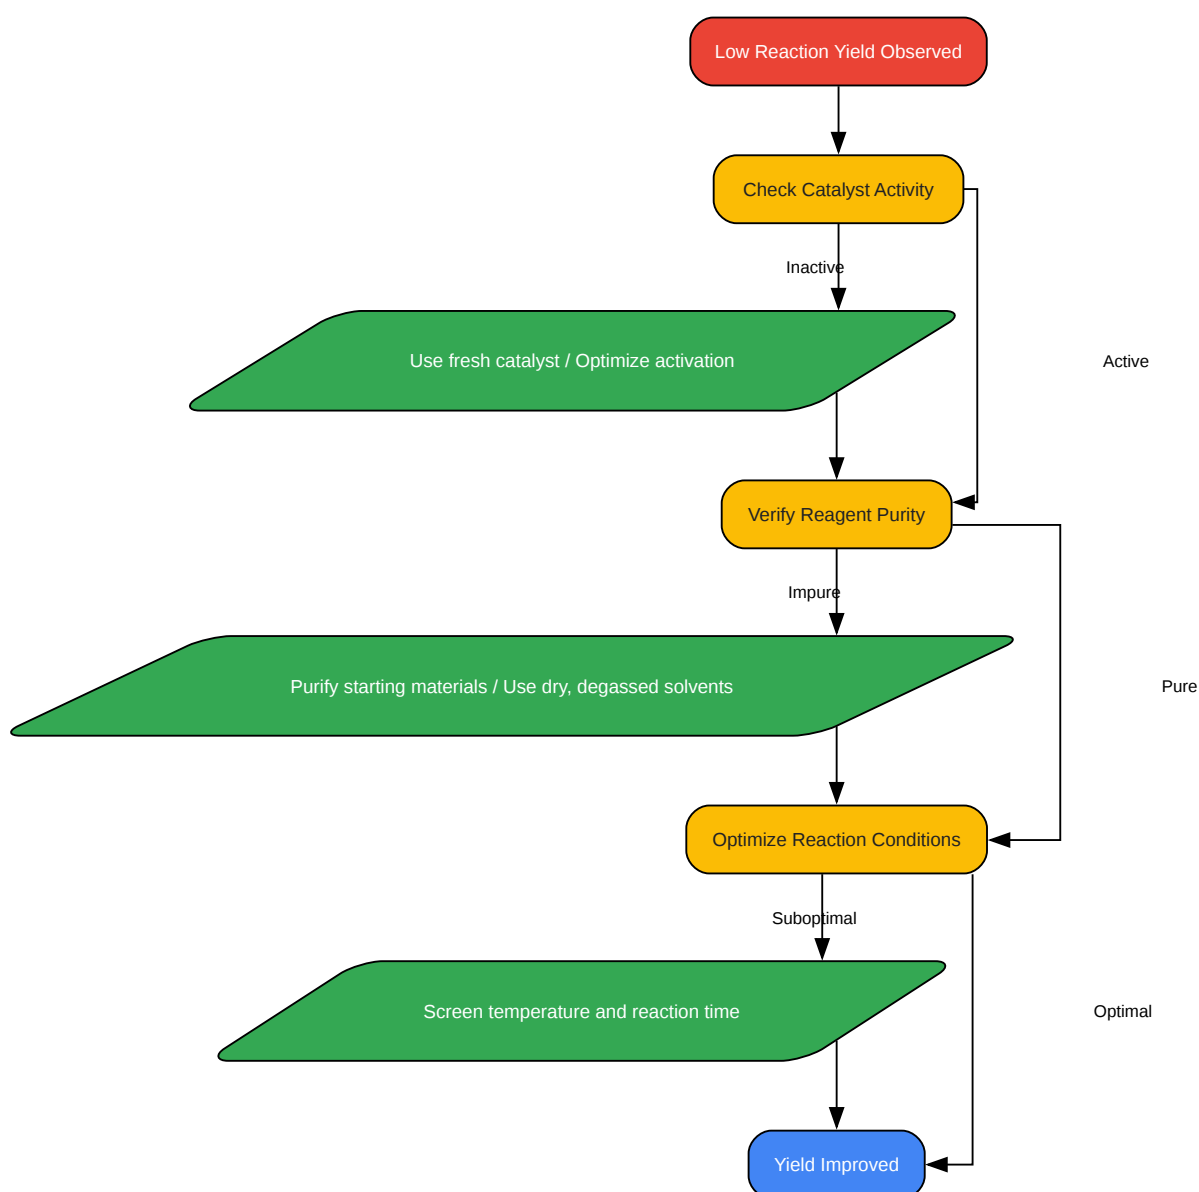 Low Reaction Yield Observed
Check Catalyst Activity
Inactive
Use fresh catalyst / Optimize activation
Active
Verify Reagent Purity
Impure
Purify starting materials / Use dry, degassed solvents
Pure
Optimize Reaction Conditions
Suboptimal
Screen temperature and reaction time
Optimal
Yield Improved